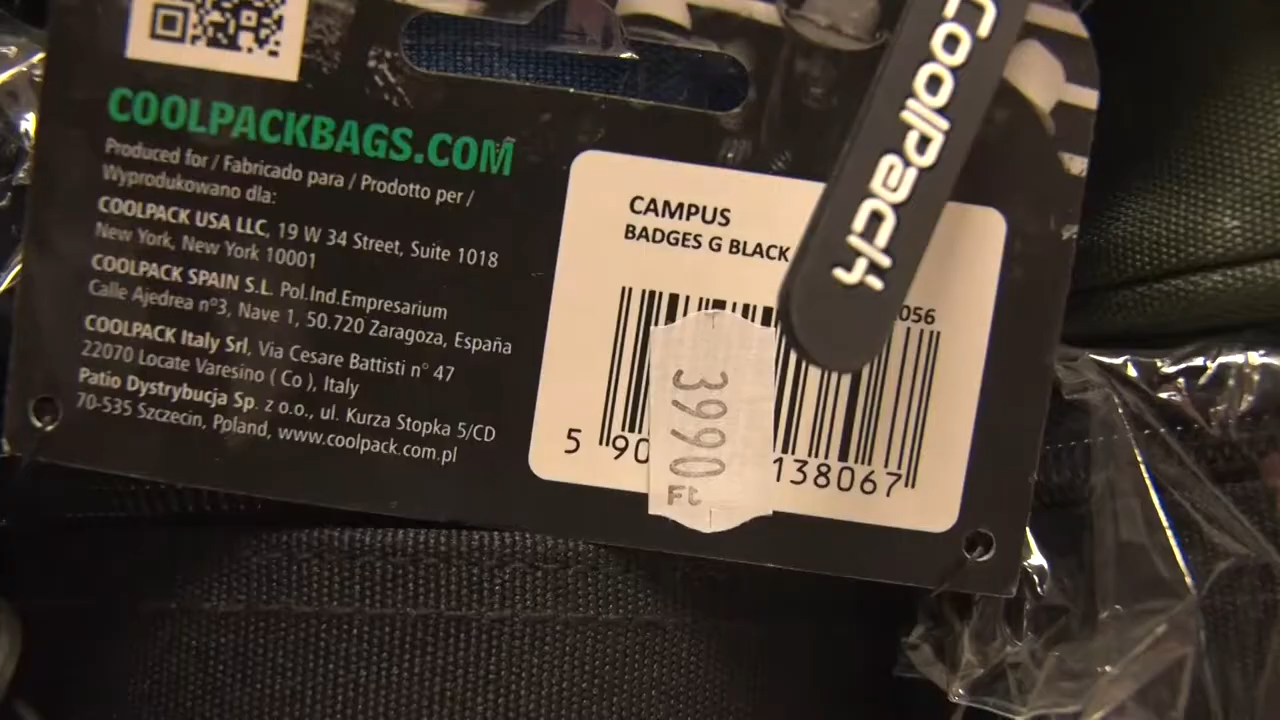 COOLPACKBAGS.COM
Produced for / Fabricado para / Prodotto per /
Wyprodukowano dla:
COOLPACK USA LLC, 19 W 34 Street, Suite 1018
New York, New York 10001
COOLPACK SPAIN S.L. Pol.Ind.Empresarium
Calle Ajedrea nº3, Nave 1, 50.720 Zaragoza, España
COOLPACK Italy Srl, Via Cesare Battisti n° 47
22070 Locate Varesino ( Co ), Italy
Patio Dystrybucja Sp. z o.o., ul. Kurza Stopka 5/CD
70-535 Szczecin, Poland, www.coolpack.com.pl
CAMPUS
BADGES G BLACK
056
5 90 138067
3990
Ft
CoolPack